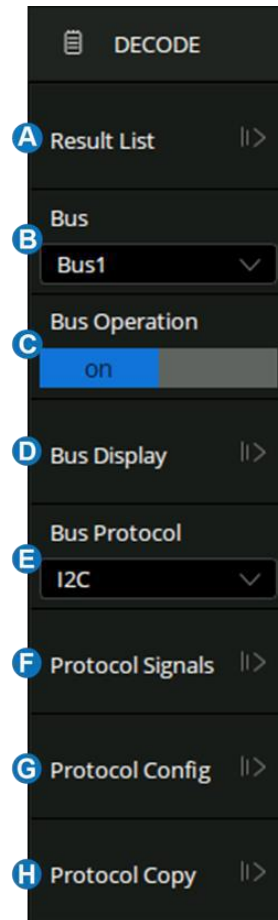 DECODE
A Result List
Bus
B
Bus1
Bus Operation
C
on
D Bus Display
Bus Protocol
E
I2C
F Protocol Signals
G Protocol Config
H Protocol Copy